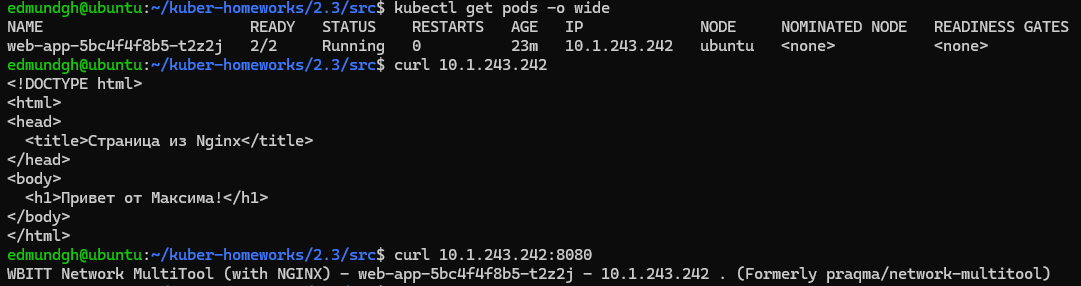 edmundgh@ubuntu:~/kuber-homeworks/2.3/src$ kubectl get pods -o wide
NAME                       READY   STATUS    RESTARTS   AGE   IP             NODE     NOMINATED NODE   READINESS GATES
web-app-5bc4f4f8b5-t2z2j   2/2     Running   0          23m   10.1.243.242   ubuntu   <none>           <none>
edmundgh@ubuntu:~/kuber-homeworks/2.3/src$ curl 10.1.243.242
<!DOCTYPE html>
<html>
<head>
  <title>Страница из Nginx</title>
</head>
<body>
  <h1>Привет от Максима!</h1>
</body>
</html>
edmundgh@ubuntu:~/kuber-homeworks/2.3/src$ curl 10.1.243.242:8080
WBITT Network MultiTool (with NGINX) - web-app-5bc4f4f8b5-t2z2j - 10.1.243.242 . (Formerly praqma/network-multitool)